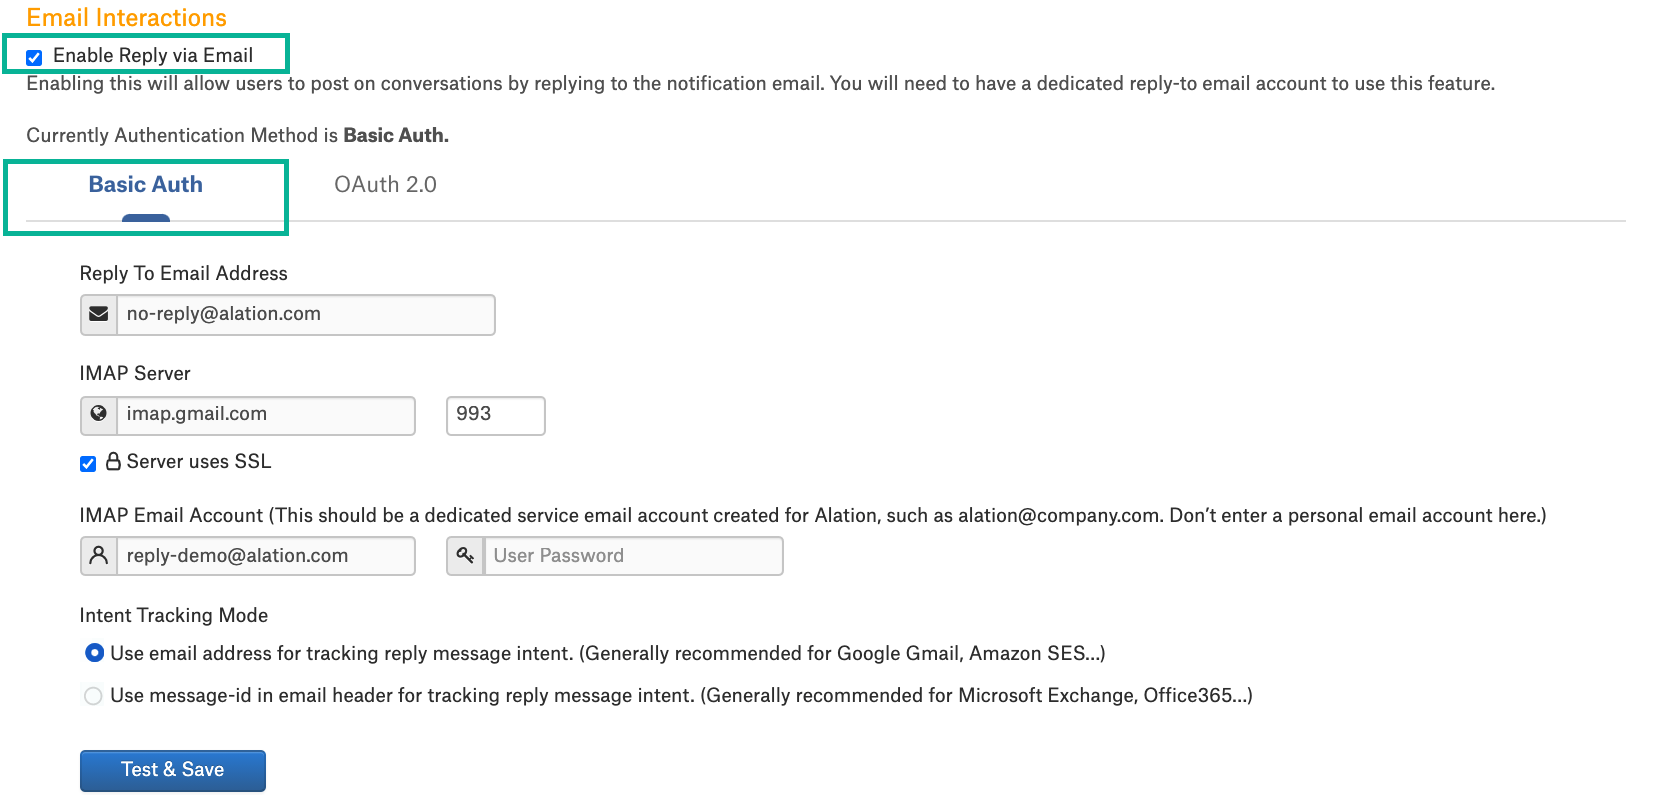 Email Interactions
Enable Reply via Email
Enabling this will allow users to post on conversations by replying to the notification email. You will need to have a dedicated reply-to email account to use this feature.
Currently Authentication Method is Basic Auth.
Basic Auth
OAuth 2.0
Reply To Email Address
no-reply@alation.com
IMAP Server
imap.gmail.com
993
Server uses SSL
IMAP Email Account (This should be a dedicated service email account created for Alation, such as alation@company.com. Don't enter a personal email account here.)
reply-demo@alation.com
User Password
Intent Tracking Mode
Use email address for tracking reply message intent. (Generally recommended for Google Gmail, Amazon SES...)
Use message-id in email header for tracking reply message intent. (Generally recommended for Microsoft Exchange, Office365...)
Test & Save